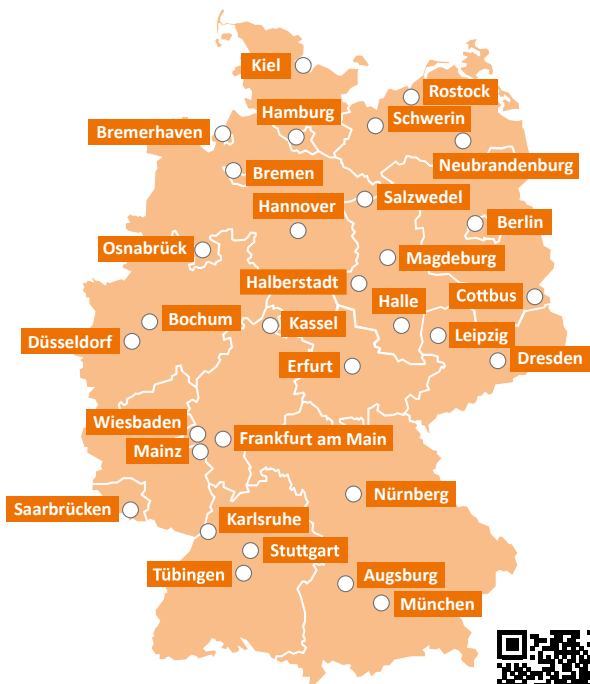 Kiel
Rostock
Hamburg
Schwerin
Bremerhaven
Neubrandenburg
Bremen
Salzwedel
Hannover
Berlin
Osnabrück
Magdeburg
Halberstadt
Halle
Cottbus
Bochum
Kassel
Leipzig
Düsseldorf
Dresden
Erfurt
Wiesbaden
Frankfurt am Main
Mainz
Nürnberg
Saarbrücken
Karlsruhe
Stuttgart
Tübingen
Augsburg
München